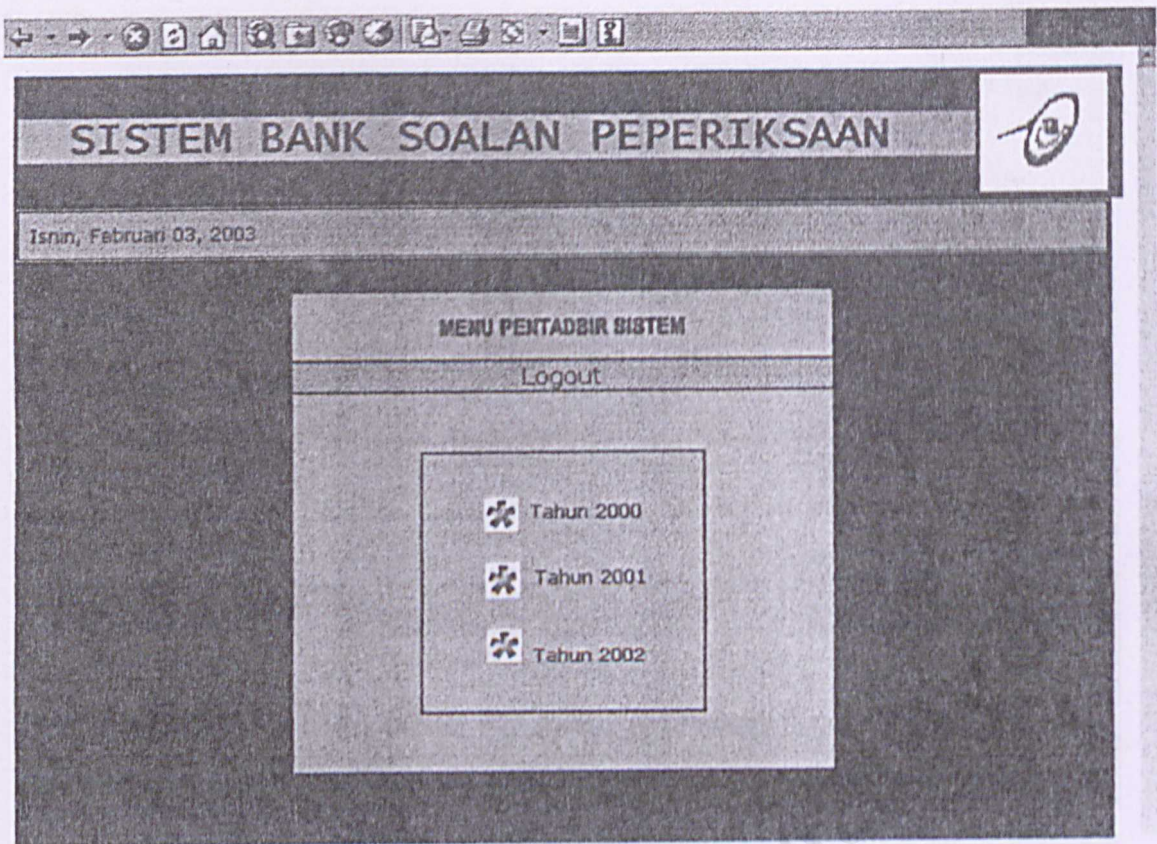 SISTEM BANK SOALAN PEPERIKSAAN
Isnin, Februari 03, 2003
MENU PENTADBIR SISTEM
Logout
Tahun 2000
Tahun 2001
Tahun 2002